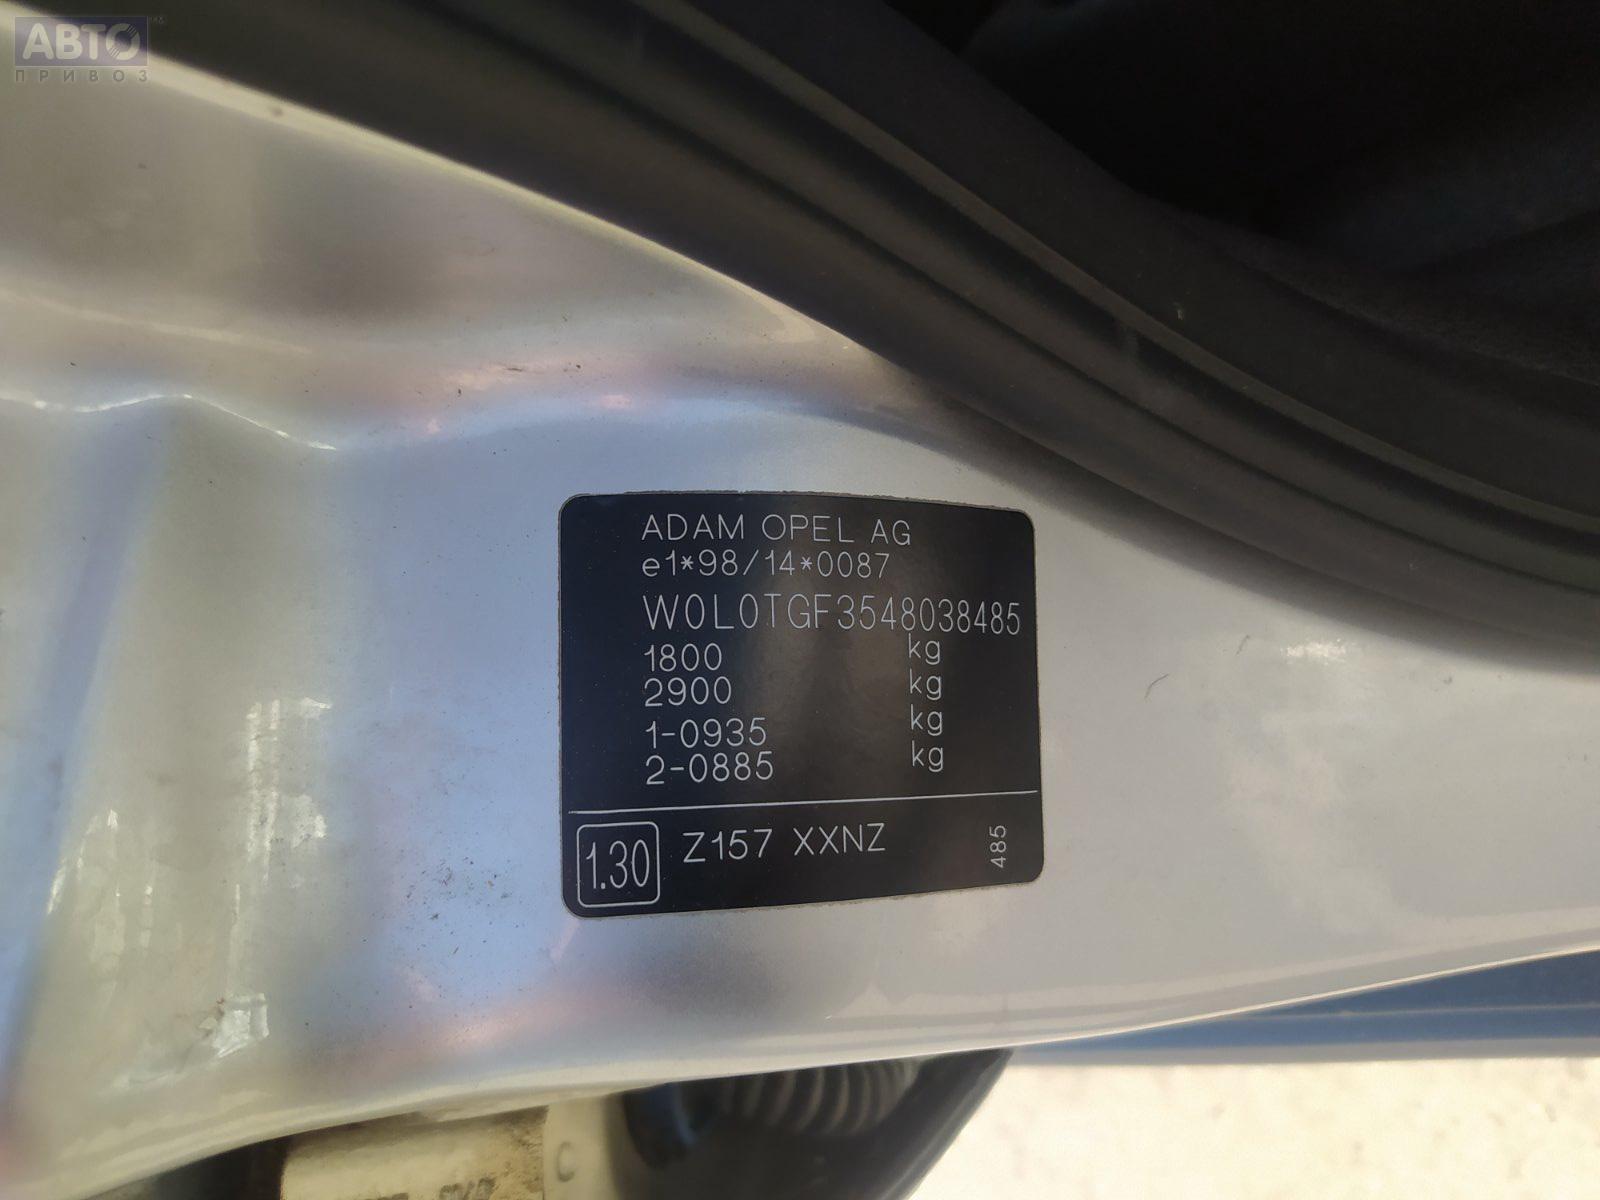 АВТО
ПРИВОЗ
ADAM OPEL AG
e1*98/14*0087
W0L0TGF3548038485
1800 kg
2900 kg
1-0935 kg
2-0885 kg
1.30 Z157 XXNZ 485
C